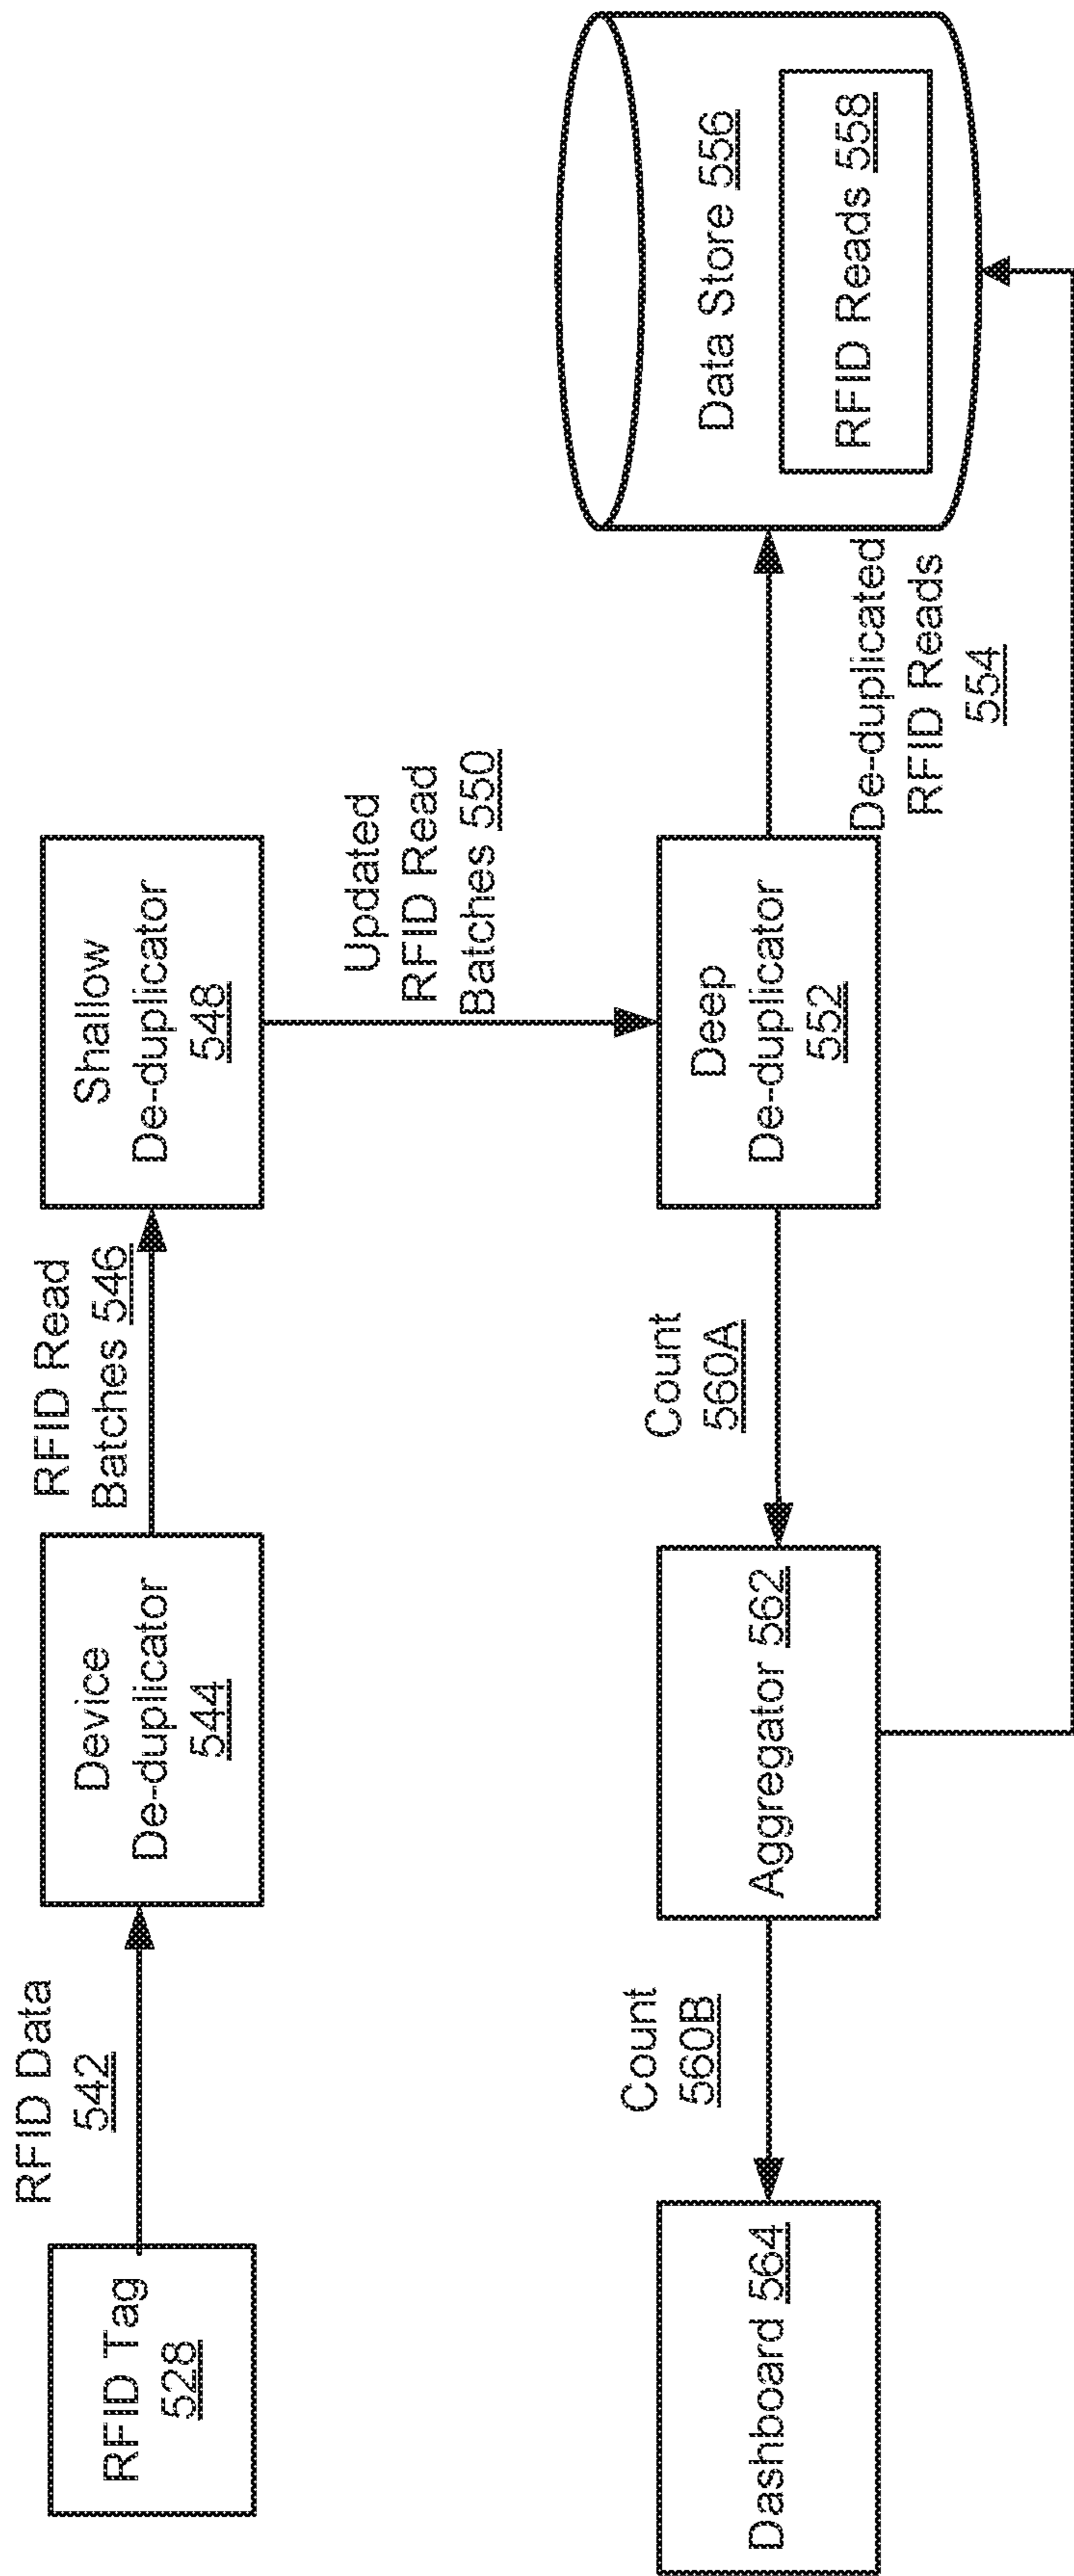 RFID Tag
528
RFID Data
542
Device
De-duplicator
544
RFID Read
Batches 546
Shallow
De-duplicator
548
Updated
RFID Read
Batches 550
Deep
De-duplicator
552
De-duplicated
RFID Reads
554
Data Store 556
RFID Reads 558
Count
560A
Aggregator 562
Count
560B
Dashboard 564